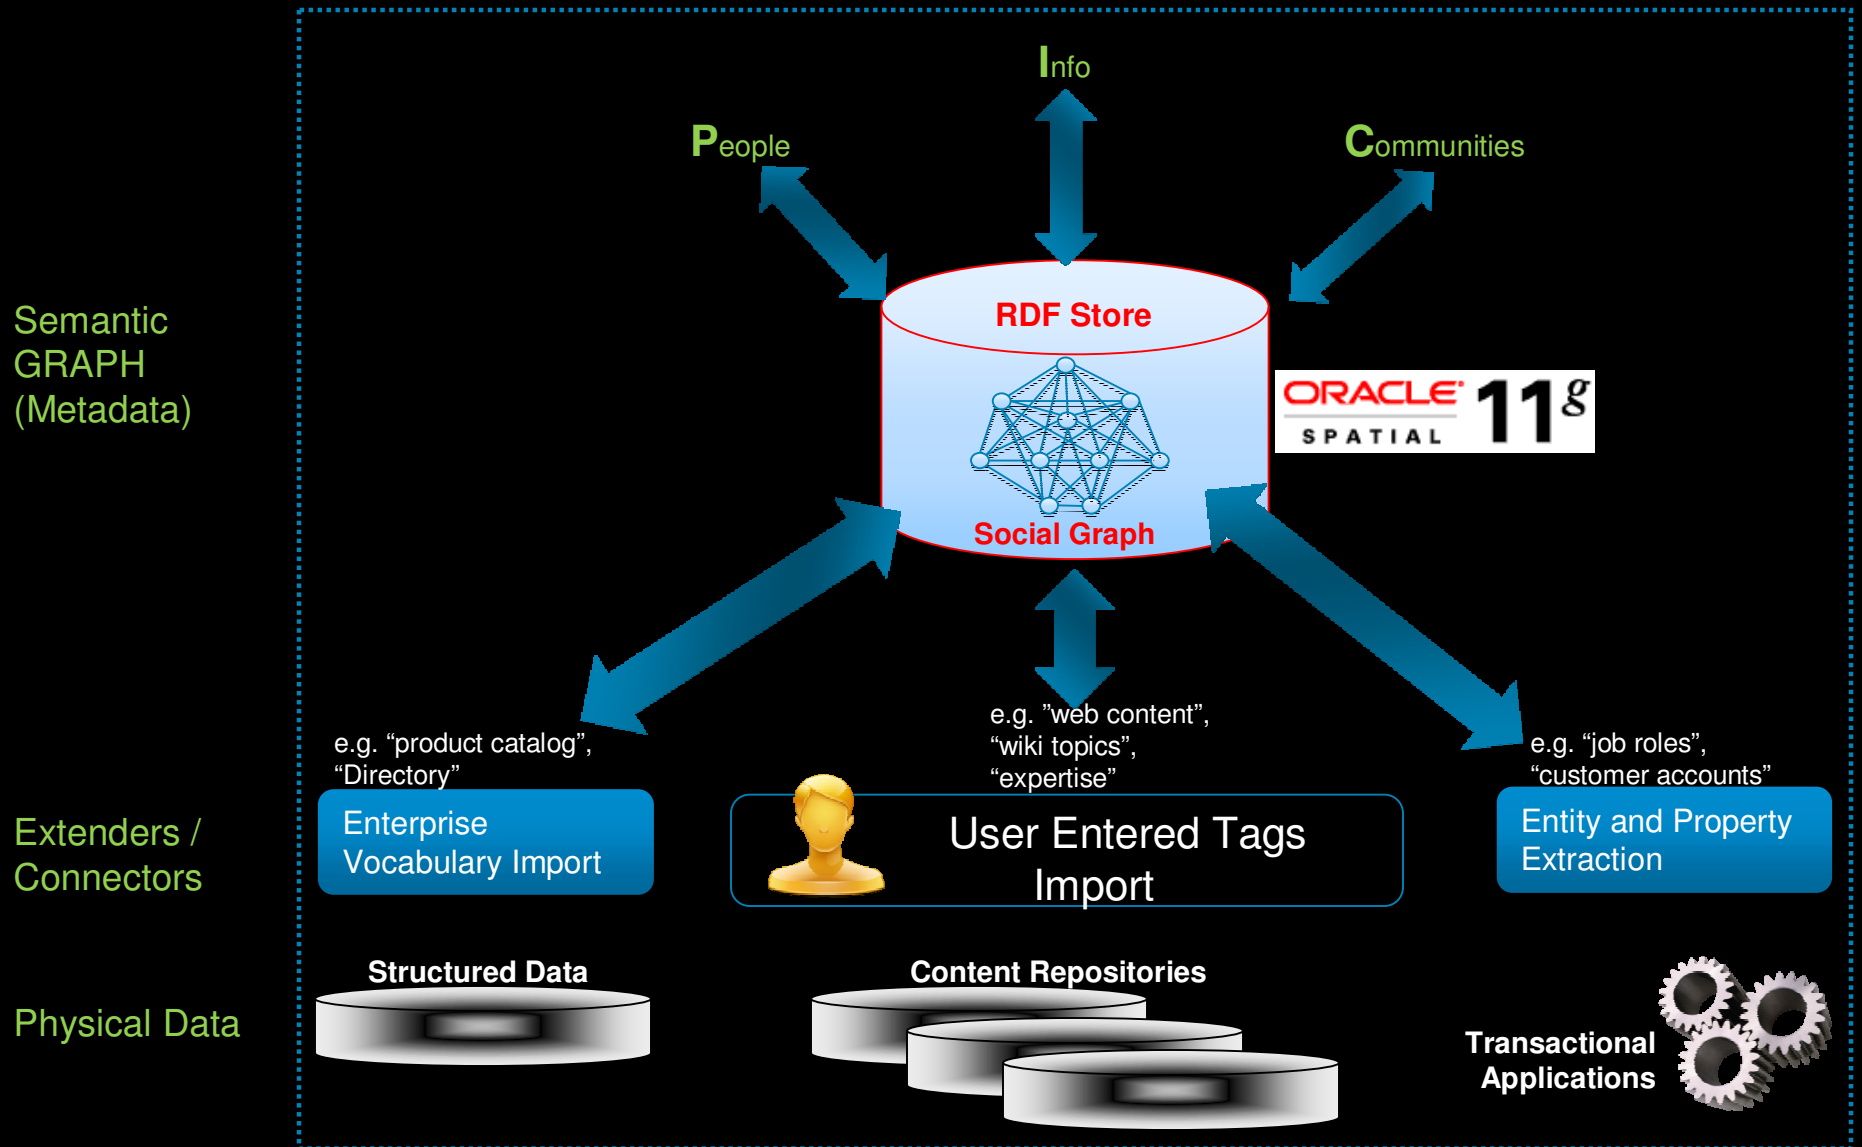 Info
People
Communities
Semantic
GRAPH
(Metadata)
RDF Store
ORACLE®
SPATIAL
11g
Social Graph
e.g. “product catalog”,
“Directory”
e.g. ”web content”,
“wiki topics”,
“expertise”
e.g. “job roles”,
“customer accounts”
Extenders /
Connectors
Enterprise
Vocabulary Import
User Entered Tags
Import
Entity and Property
Extraction
Physical Data
Structured Data
Content Repositories
Transactional
Applications